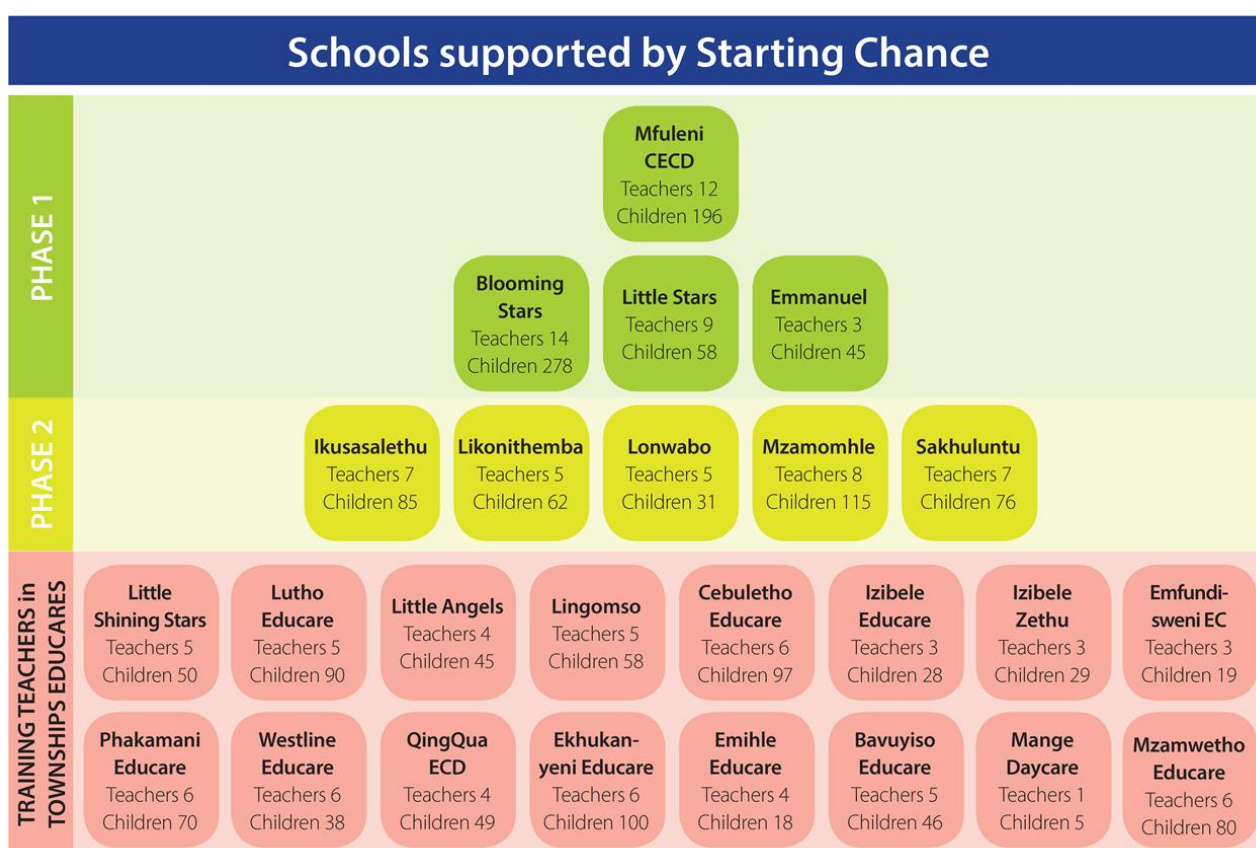 Schools supported by Starting Chance
PHASE 1
Mfuleni
CECD
Teachers 12
Children 196
Blooming
Stars
Teachers 14
Children 278
Little Stars
Teachers 9
Children 58
Emmanuel
Teachers 3
Children 45
PHASE 2
Ikusasalethu
Teachers 7
Children 85
Likonithemba
Teachers 5
Children 62
Lonwabo
Teachers 5
Children 31
Mzamomhle
Teachers 8
Children 115
Sakhuluntu
Teachers 7
Children 76
TRAINING TEACHERS in
TOWNSHIPS EDUCARES
Little
Shining Stars
Teachers 5
Children 50
Lutho
Educare
Teachers 5
Children 90
Little Angels
Teachers 4
Children 45
Lingomso
Teachers 5
Children 58
Cebuletho
Educare
Teachers 6
Children 97
Izibele
Educare
Teachers 3
Children 28
Izibele
Zethu
Teachers 3
Children 29
Emfundi-
sweni EC
Teachers 3
Children 19
Phakamani
Educare
Teachers 6
Children 70
Westline
Educare
Teachers 6
Children 38
QingQua
ECD
Teachers 4
Children 49
Ekhukan-
yeni Educare
Teachers 6
Children 100
Emihle
Educare
Teachers 4
Children 18
Bavuyiso
Educare
Teachers 5
Children 46
Mange
Daycare
Teachers 1
Children 5
Mzamwetho
Educare
Teachers 6
Children 80